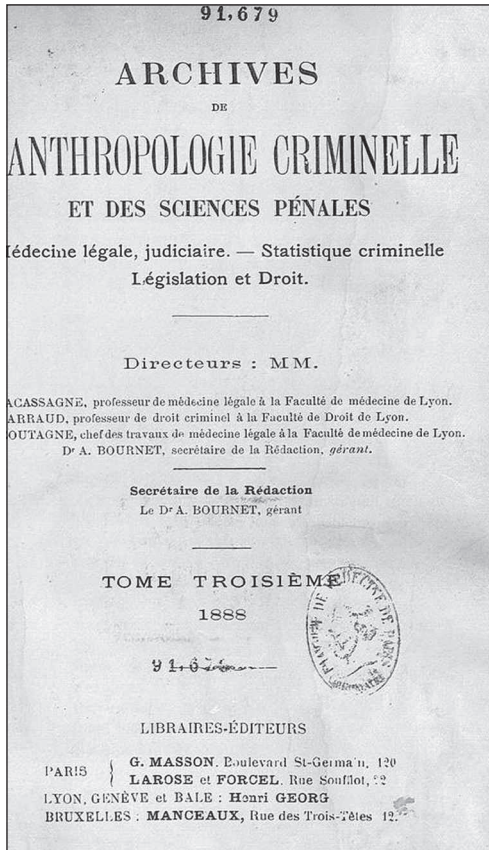 91,679
ARCHIVES
DE
ANTHROPOLOGIE CRIMINELLE
ET DES SCIENCES PÉNALES
édecine légale, judiciaire. — Statistique criminelle
Législation et Droit.
Directeurs : MM.
ACASSAGNE, professeur de médecine légale à la Faculté de médecine de Lyon.
ARRAUD, professeur de droit criminel à la Faculté de Droit de Lyon.
OUTAGNE, chef des travaux de médecine légale à la Faculté de médecine de Lyon.
Dr A. BOURNET, secrétaire de la Rédaction, gérant.
Secrétaire de la Rédaction
Le Dr A. BOURNET, gérant
TOME TROISIÈME
1888
DE MÉDECINE DE PARIS
LIBRAIRES-ÉDITEURS
PARIS { G. MASSON. Boulevard St-Germain, 120
LAROSE et FORCEL. Rue Soufflot,
LYON, GENÈVE et BALE : Henri GEORG
BRUXELLES : MANCEAUX, Rue des Trois-Têtes 12.